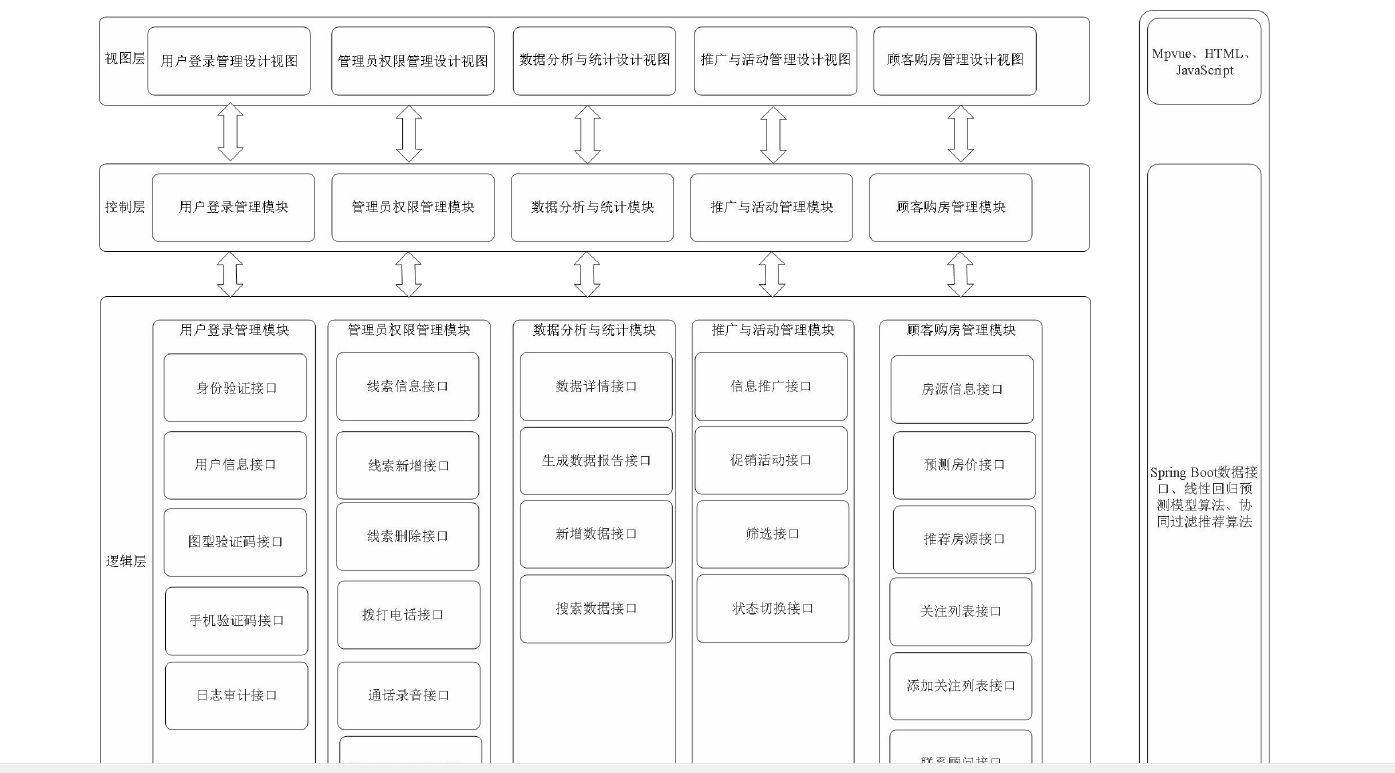 视图层
用户登录管理设计视图
管理员权限管理设计视图
数据分析与统计设计视图
推广与活动管理设计视图
顾客购房管理设计视图
Mpvue、HTML、
JavaScript
控制层
用户登录管理模块
管理员权限管理模块
数据分析与统计模块
推广与活动管理模块
顾客购房管理模块
逻辑层
用户登录管理模块
身份验证接口
用户信息接口
图型验证码接口
手机验证码接口
日志审计接口
管理员权限管理模块
线索信息接口
线索新增接口
线索删除接口
拨打电话接口
通话录音接口
数据分析与统计模块
数据详情接口
生成数据报告接口
新增数据接口
搜索数据接口
推广与活动管理模块
信息推广接口
促销活动接口
筛选接口
状态切换接口
顾客购房管理模块
房源信息接口
预测房价接口
推荐房源接口
关注列表接口
添加关注列表接口
联系顾问接口
Spring Boot数据接
口、线性回归预
测模型算法、协
同过滤推荐算法